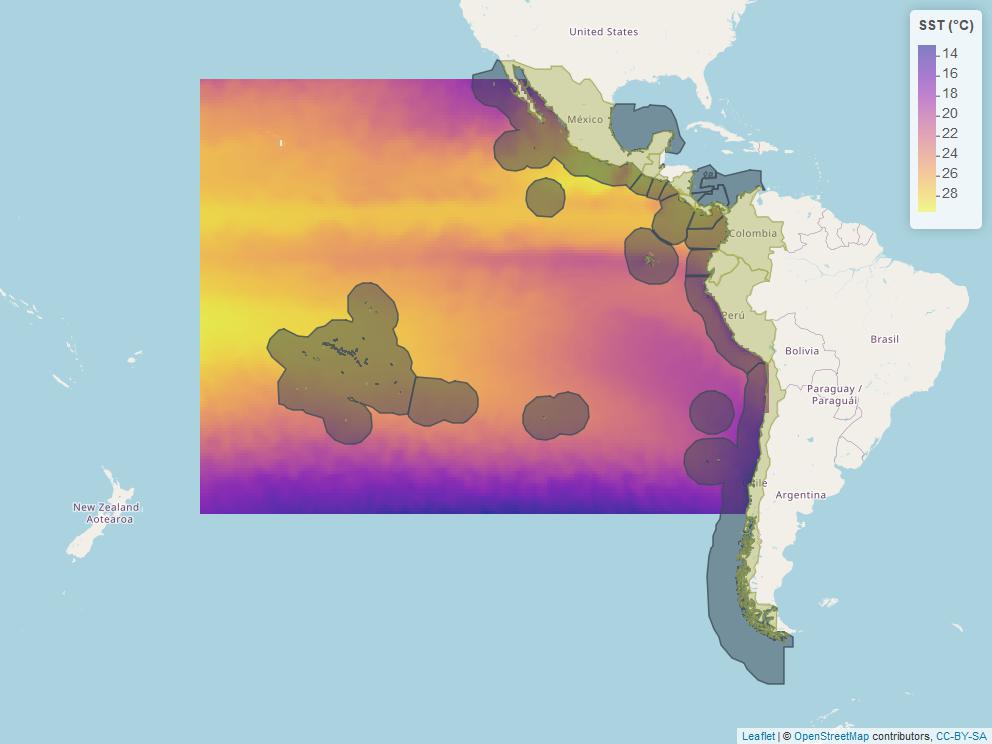 United States
SST (°C)
14
16
18
20
22
24
26
28
México
Colombia
Perú
Brasil
Bolivia
Paraguay /
Paraguái
ile
Argentina
New Zealand
Aotearoa
Leaflet | © OpenStreetMap contributors, CC-BY-SA